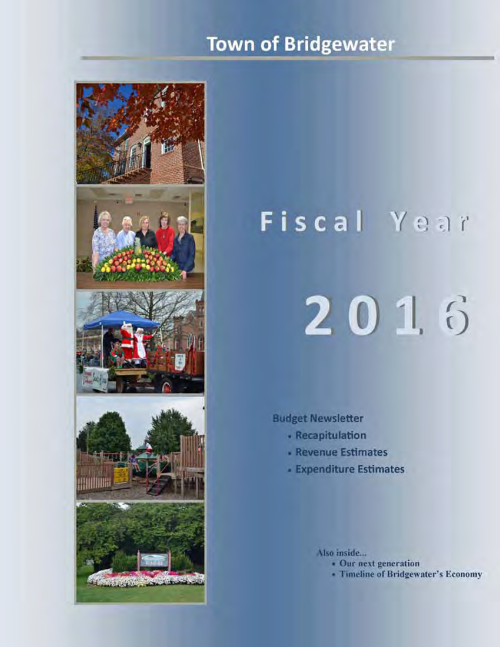 Town of Bridgewater
Fiscal Year
2016
Budget Newsletter
• Recapitulation
• Revenue Estimates
• Expenditure Estimates
Also inside...
• Our next generation
• Timeline of Bridgewater's Economy